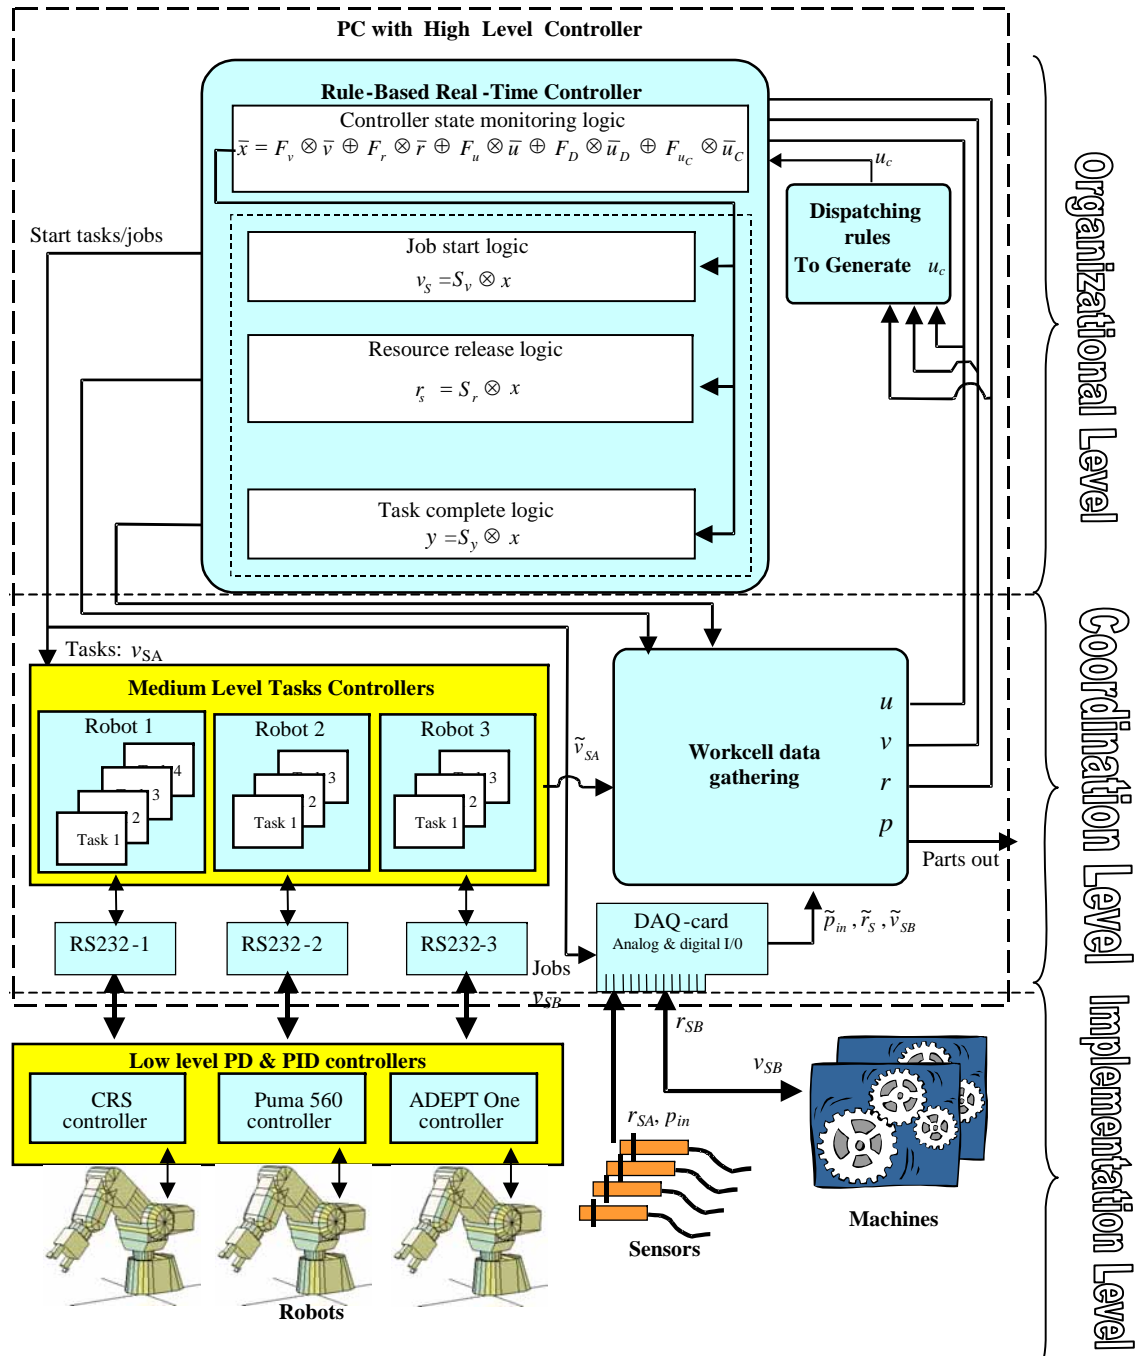 PC with High Level Controller
Rule-Based Real-Time Controller
Controller state monitoring logic
x̅ = F_v ⊗ v̅ ⊕ F_r ⊗ r̅ ⊕ F_u ⊗ u̅ ⊕ F_D ⊗ u̅_D ⊕ F_{u_C} ⊗ u̅_C
u_c
Dispatching
rules
To Generate u_c
Start tasks/jobs
Job start logic
v_S =S_v ⊗ x
Resource release logic
r_s = S_r ⊗ x
Task complete logic
y =S_y ⊗ x
Organizational Level
Tasks: v_SA
Medium Level Tasks Controllers
Robot 1
4
3
2
Task 1
Robot 2
3
2
Task 1
Robot 3
3
2
Task 1
ṽ_SA
Workcell data
gathering
u
v
r
p
Parts out
Coordination Level
RS232-1
RS232-2
RS232-3
Jobs
v_SB
DAQ-card
Analog & digital I/0
p̃_in , r̃_S , ṽ_SB
r_SB
v_SB
Low level PD & PID controllers
CRS
controller
Puma 560
controller
ADEPT One
controller
r_SA, p_in
Robots
Sensors
Machines
Implementation Level